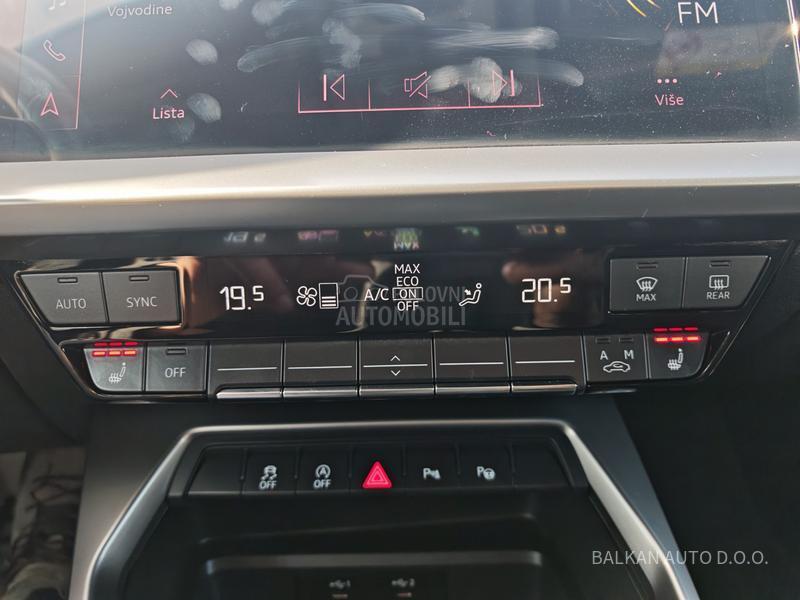 Vojvodine
FM
Lista
Više
AUTO
SYNC
19.5
A/C
MAX
ECO
ON
OFF
20.5
MAX
REAR
AUTOMOBILI
OFF
A M
OFF
OFF
P
P
BALKAN AUTO D.O.O.